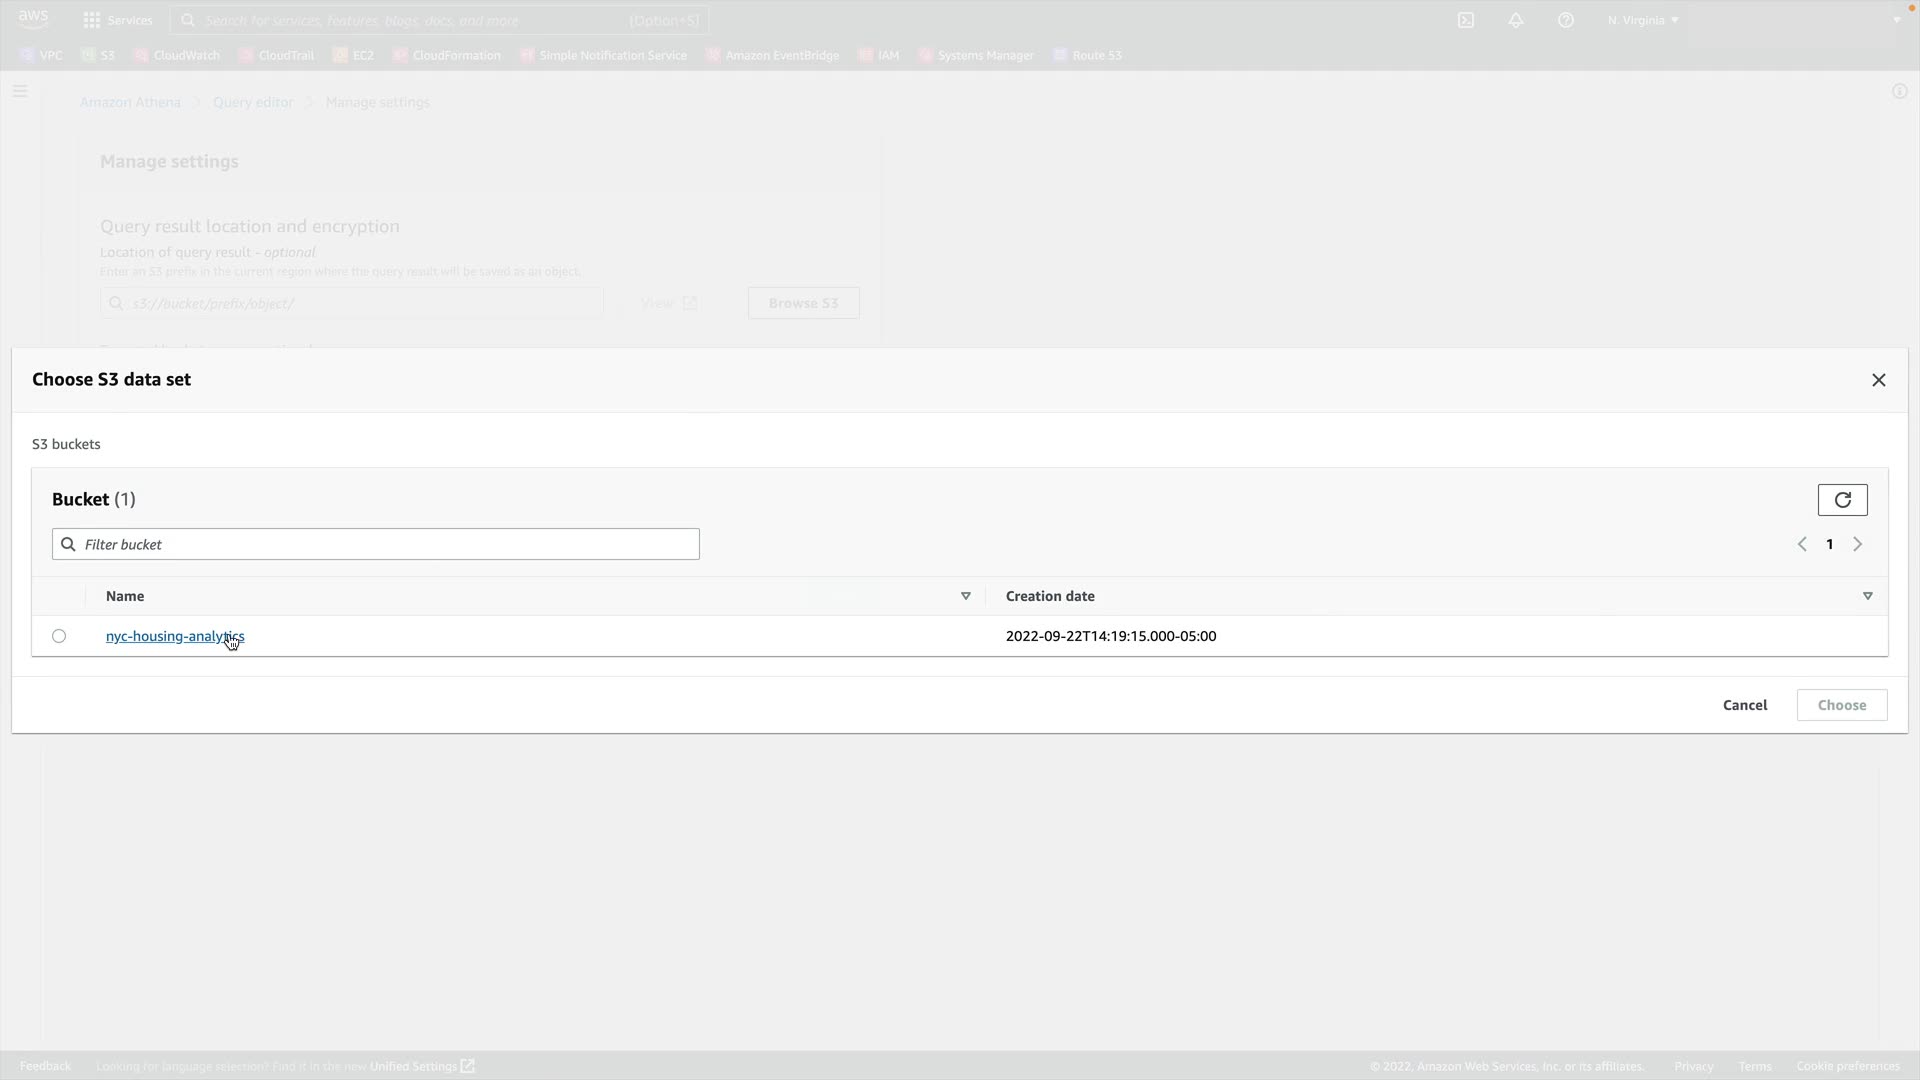 aws
Services
Search for services, features, blogs, docs, and more
[Option+S]
N. Virginia
VPC
S3
CloudWatch
CloudTrail
EC2
CloudFormation
Simple Notification Service
Amazon EventBridge
IAM
Systems Manager
Route 53
Amazon Athena
Query editor
Manage settings
Manage settings
Query result location and encryption
Location of query result - optional
Enter an S3 prefix in the current region where the query result will be saved as an object.
s3://bucket/prefix/object/
View
Browse S3
Choose S3 data set
S3 buckets
Bucket (1)
Filter bucket
1
Name
Creation date
nyc-housing-analytics
2022-09-22T14:19:15.000-05:00
Cancel
Choose
Feedback
Looking for language selection? Find it in the new Unified Settings
© 2022, Amazon Web Services, Inc. or its affiliates.
Privacy
Terms
Cookie preferences